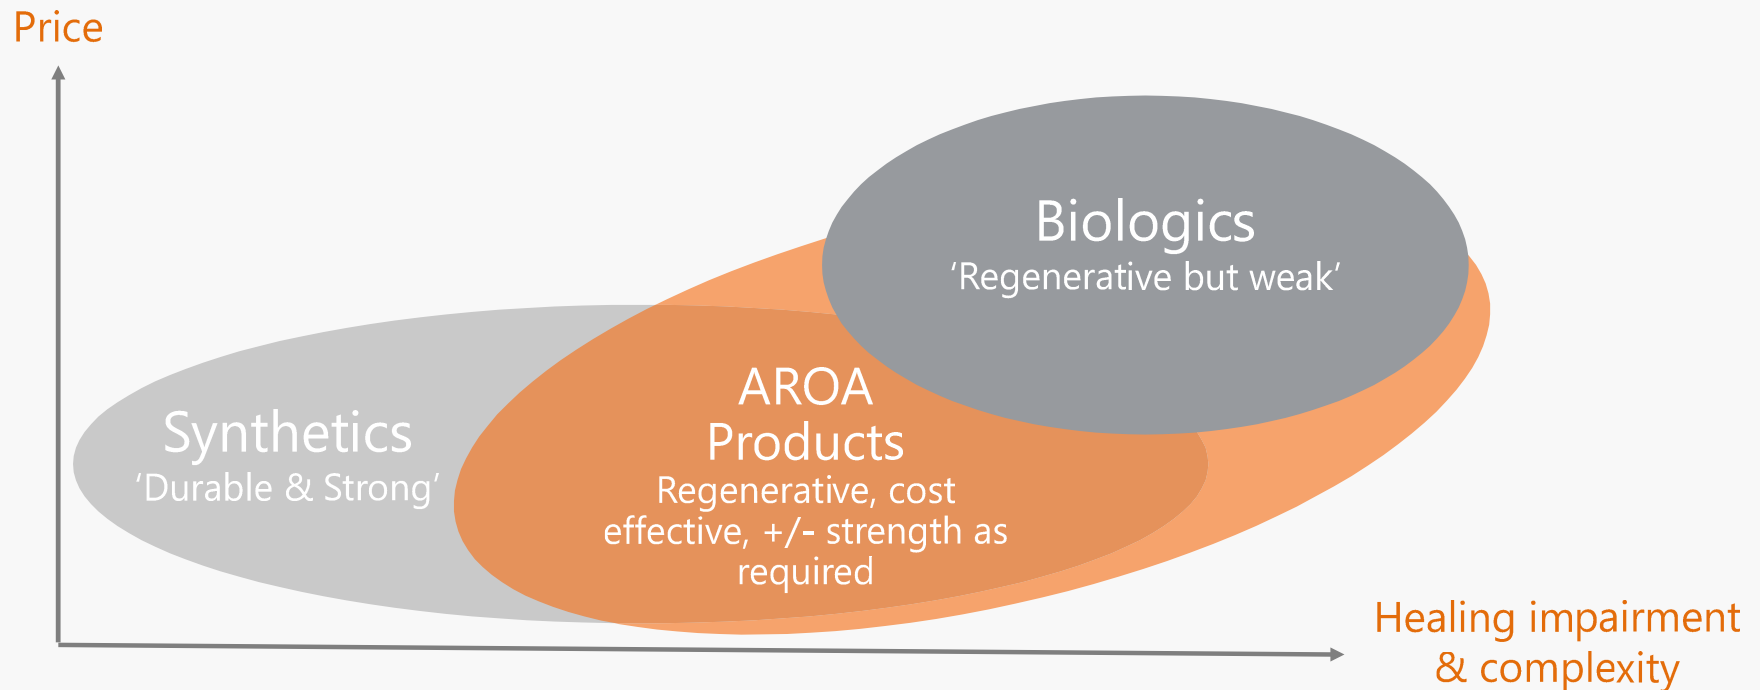 Price
Biologics
‘Regenerative but weak’
AROA
Products
Regenerative, cost
effective, +/- strength as
required
Synthetics
‘Durable & Strong’
Healing impairment
& complexity